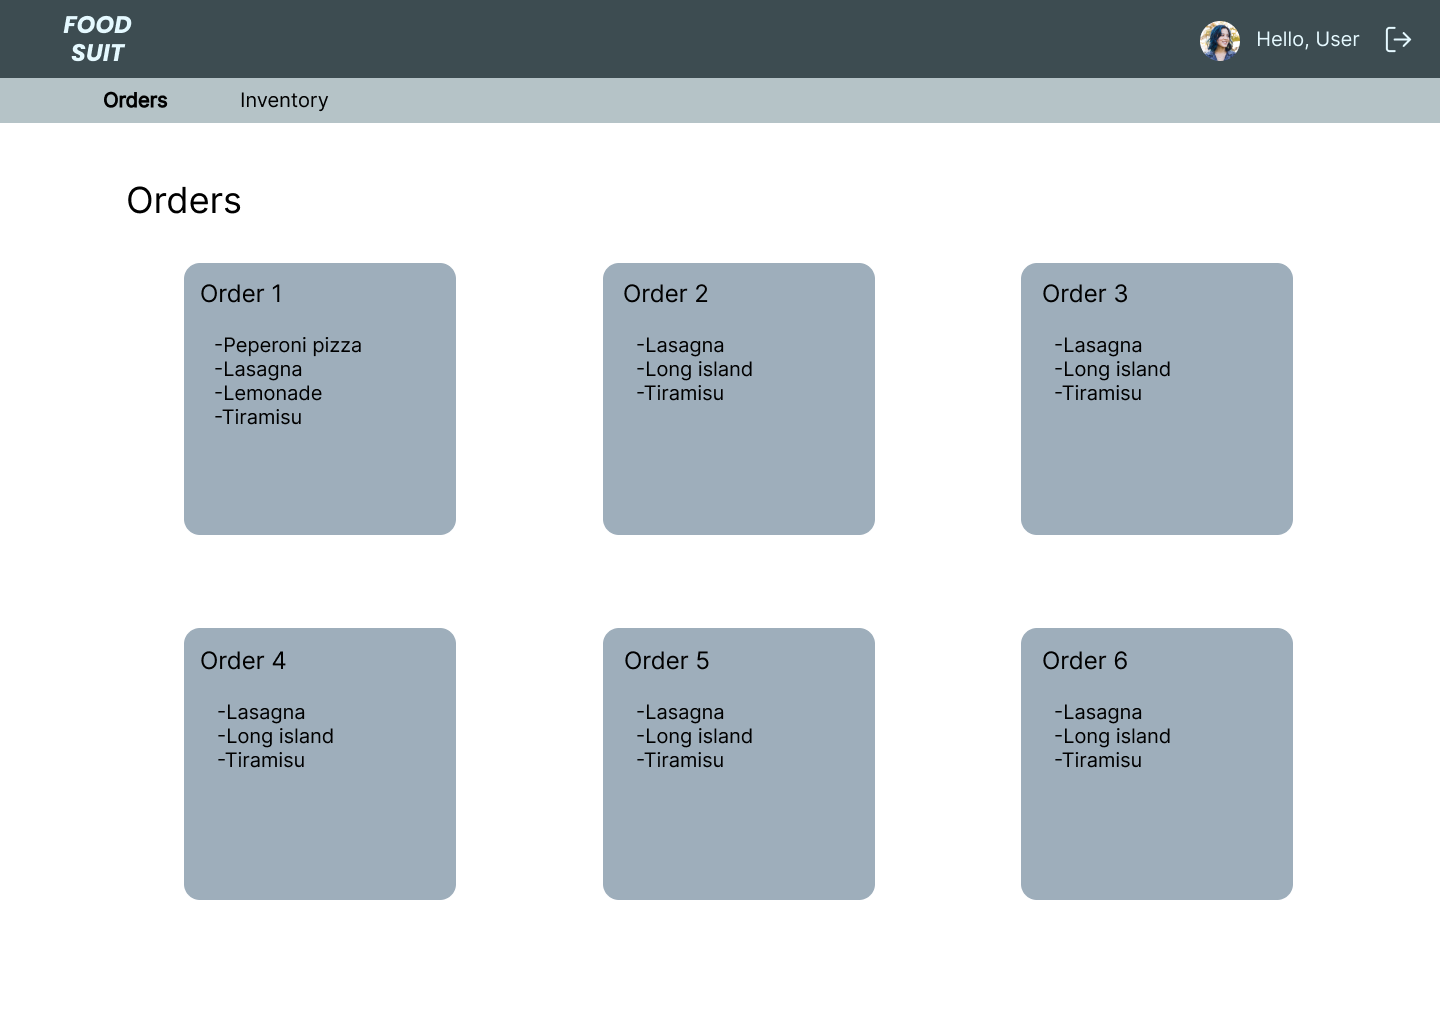 FOOD
SUIT
Hello, User
Orders
Inventory
Orders
Order 1
-Peperoni pizza
-Lasagna
-Lemonade
-Tiramisu
Order 2
-Lasagna
-Long island
-Tiramisu
Order 3
-Lasagna
-Long island
-Tiramisu
Order 4
-Lasagna
-Long island
-Tiramisu
Order 5
-Lasagna
-Long island
-Tiramisu
Order 6
-Lasagna
-Long island
-Tiramisu